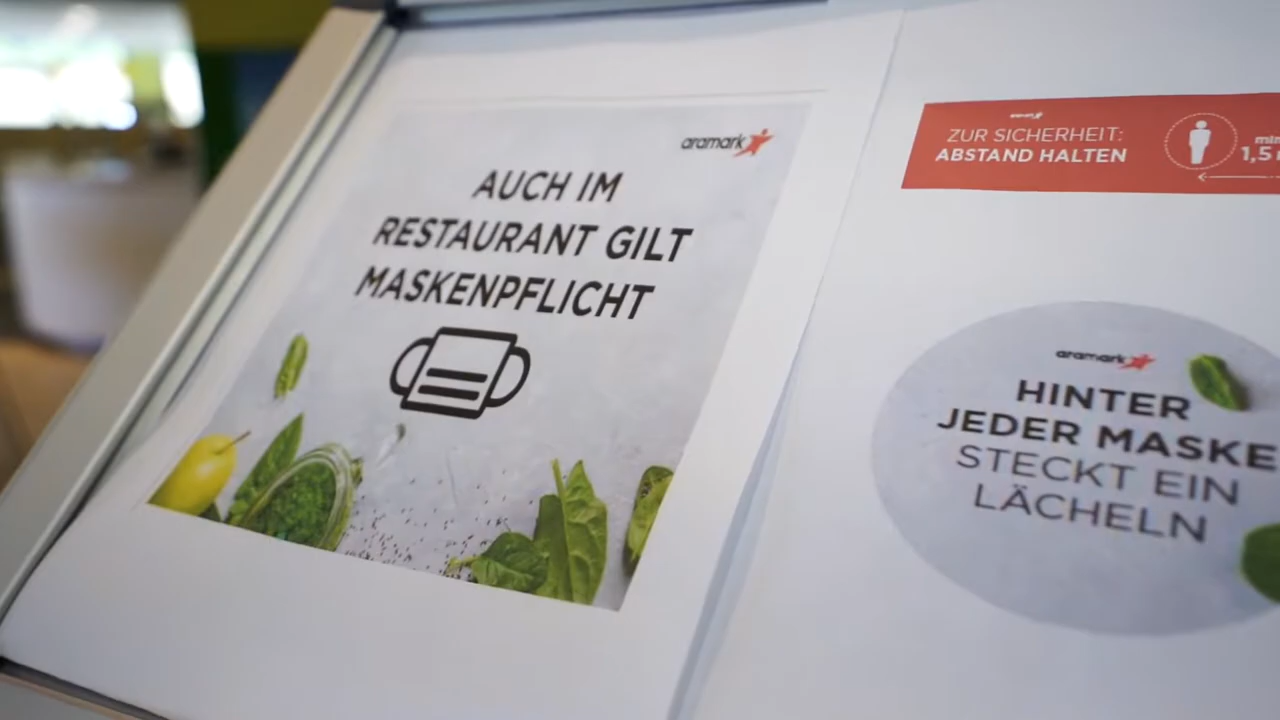 aramark
AUCH IM
RESTAURANT GILT
MASKENPFLICHT
ZUR SICHERHEIT:
ABSTAND HALTEN
1,5
aramark
HINTER
JEDER MASKE
STECKT EIN
LÄCHELN